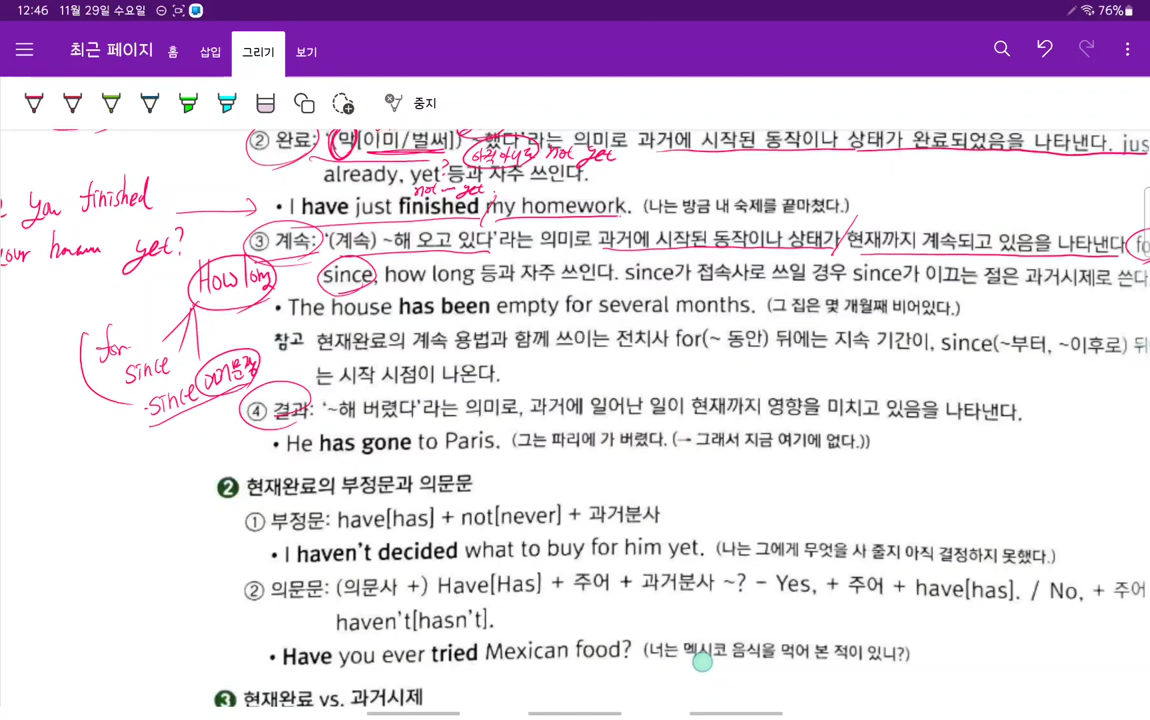 12:46 11월 29일 수요일 76%
최근 페이지 홈 삽입 그리기 보기
중지
② 완료: '(막[이미/벌써]) ~했다'라는 의미로 과거에 시작된 동작이나 상태가 완료되었음을 나타낸다. jus
아직 아니다 not yet
already, yet 등과 자주 쓰인다.
?
not ~ yet.
you finished
• I have just finished my homework. (나는 방금 내 숙제를 끝마쳤다.)
yet?
③ 계속: '(계속) ~해 오고 있다'라는 의미로 과거에 시작된 동작이나 상태가 현재까지 계속되고 있음을 나타낸다. fo
How long
since, how long 등과 자주 쓰인다. since가 접속사로 쓰일 경우 since가 이끄는 절은 과거시제로 쓴다
• The house has been empty for several months. (그 집은 몇 개월째 비어있다.)
for
since
참고 현재완료의 계속 용법과 함께 쓰이는 전치사 for(~ 동안) 뒤에는 지속 기간이, since(~부터, ~이후로) 뒤
는 시작 시점이 나온다.
since
④ 결과: '~해 버렸다'라는 의미로, 과거에 일어난 일이 현재까지 영향을 미치고 있음을 나타낸다.
• He has gone to Paris. (그는 파리에 가 버렸다. (→ 그래서 지금 여기에 없다.))
2 현재완료의 부정문과 의문문
① 부정문: have[has] + not[never] + 과거분사
• I haven't decided what to buy for him yet. (나는 그에게 무엇을 사 줄지 아직 결정하지 못했다.)
② 의문문: (의문사 +) Have[Has] + 주어 + 과거분사 ~? – Yes, + 주어 + have[has]. / No, + 주어
haven't[hasn't].
• Have you ever tried Mexican food? (너는 멕시코 음식을 먹어 본 적이 있니?)
3 현재완료 vs. 과거시제